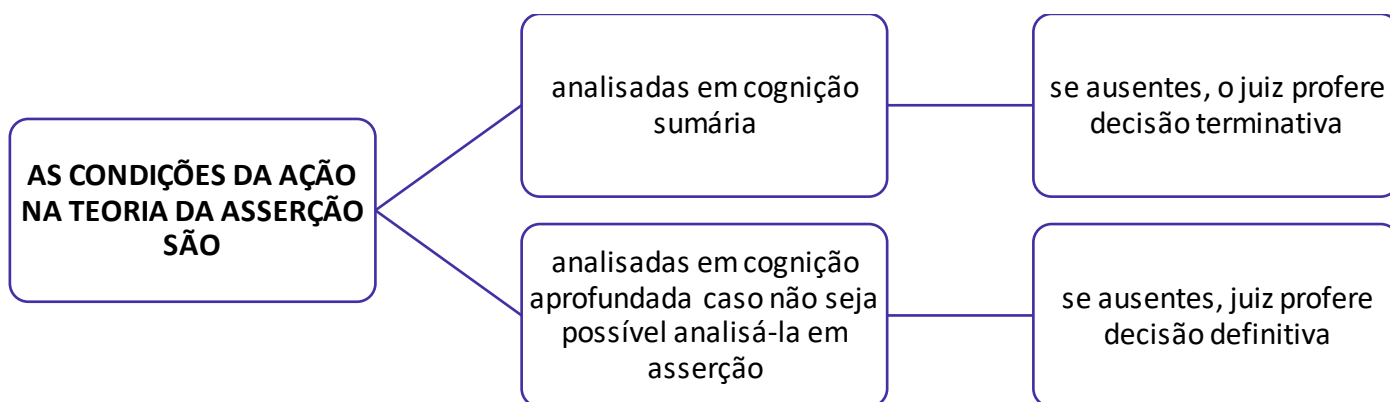 AS CONDIÇÕES DA AÇÃO
NA TEORIA DA ASSERÇÃO
SÃO
analisadas em cognição
sumária
se ausentes, o juiz profere
decisão terminativa
analisadas em cognição
aprofundada caso não seja
possível analisá-la em
asserção
se ausentes, juiz profere
decisão definitiva